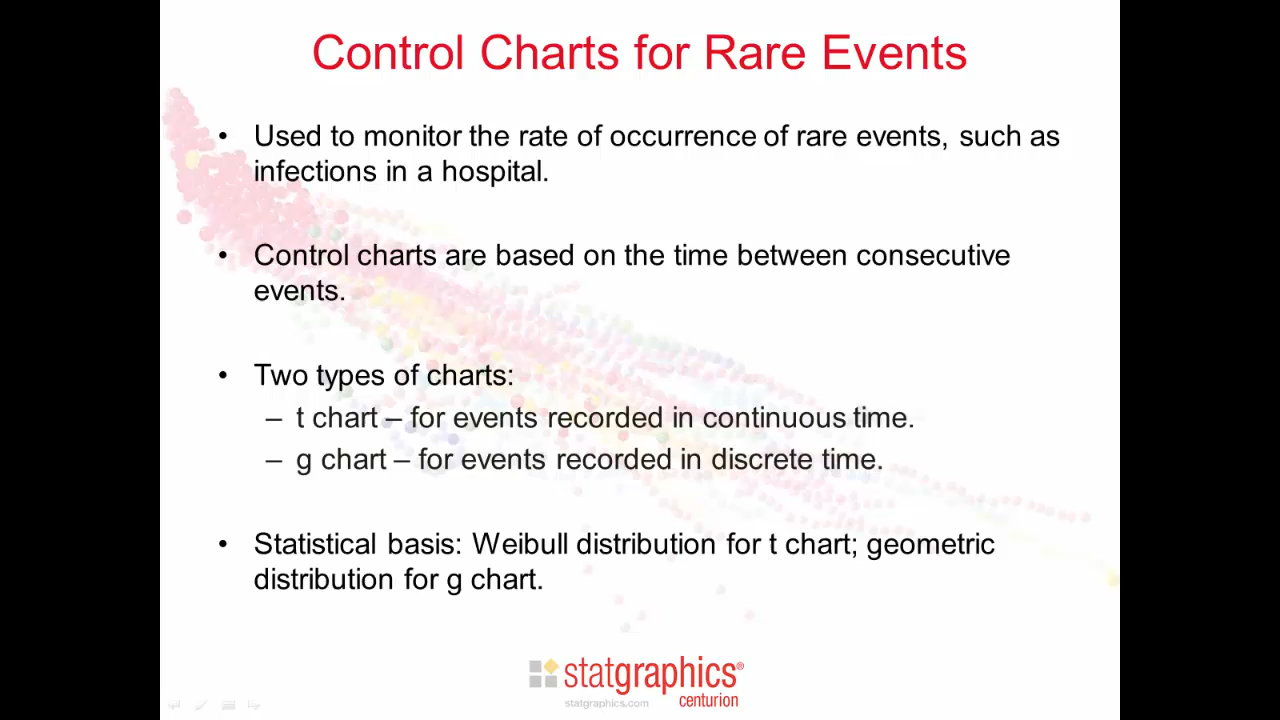 Control Charts for Rare Events
• Used to monitor the rate of occurrence of rare events, such as
infections in a hospital.
• Control charts are based on the time between consecutive
events.
• Two types of charts:
– t chart – for events recorded in continuous time.
– g chart – for events recorded in discrete time.
• Statistical basis: Weibull distribution for t chart; geometric
distribution for g chart.
statgraphics®
statgraphics.com centurion